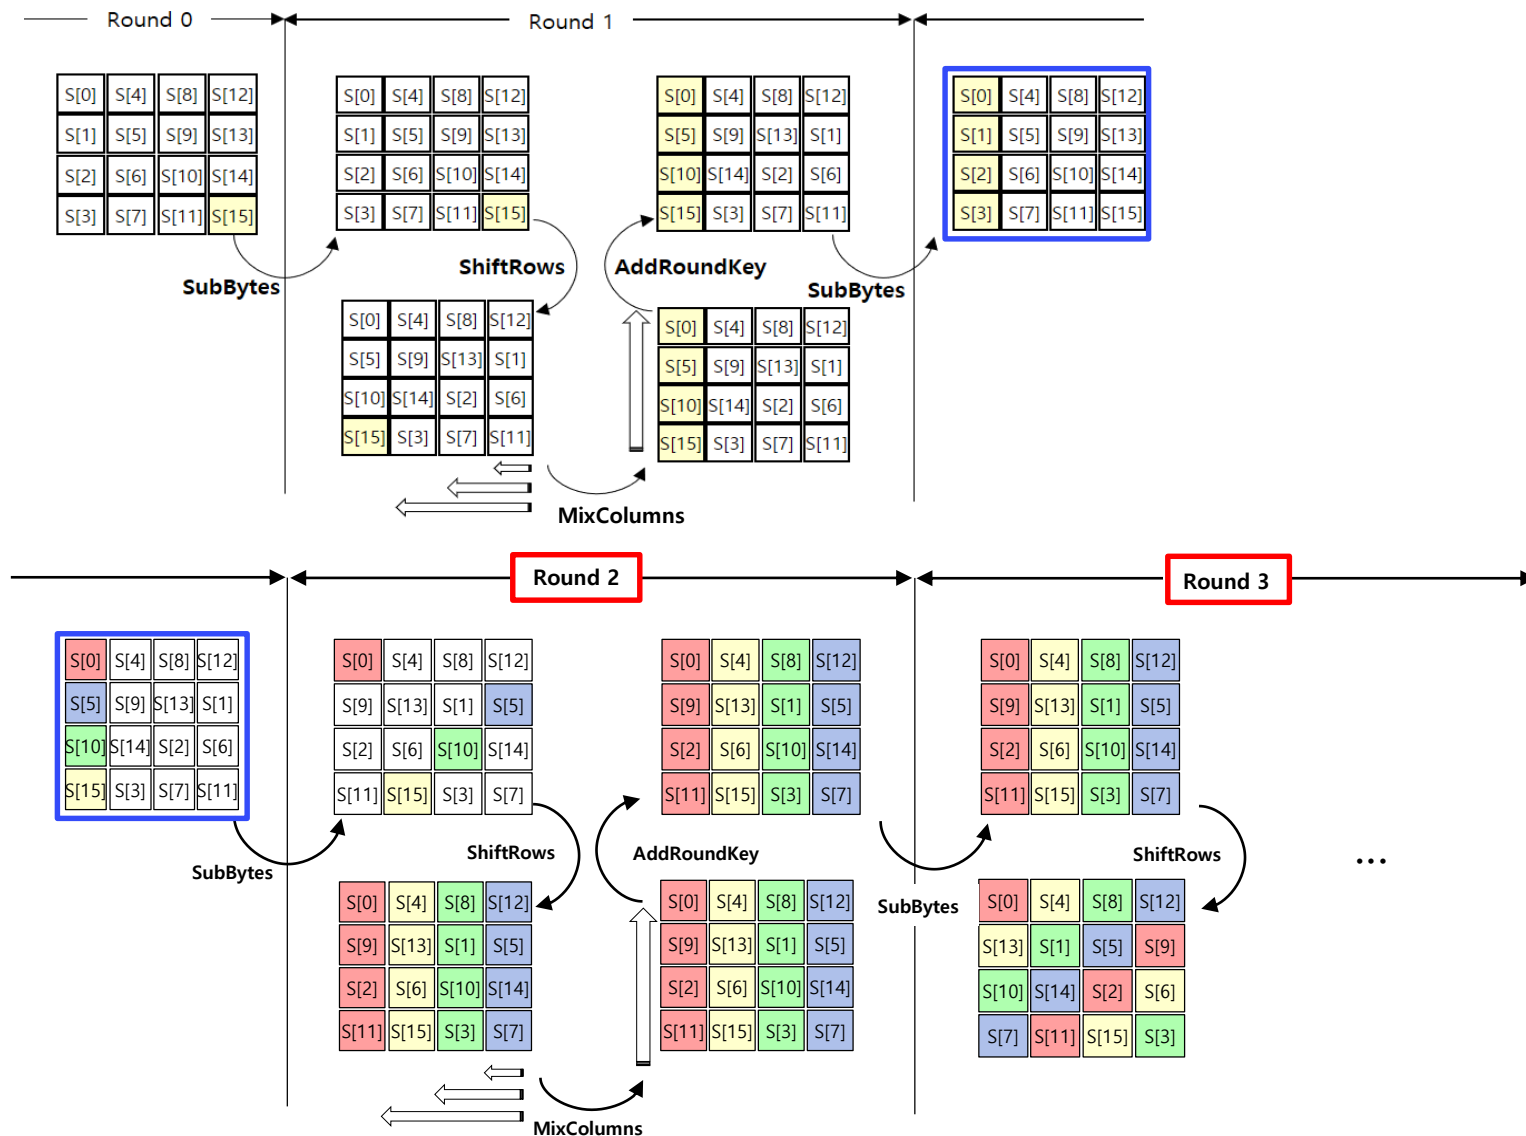 Round 0
Round 1
S[0] S[4] S[8] S[12]
S[1] S[5] S[9] S[13]
S[2] S[6] S[10] S[14]
S[3] S[7] S[11] S[15]
SubBytes
S[0] S[4] S[8] S[12]
S[1] S[5] S[9] S[13]
S[2] S[6] S[10] S[14]
S[3] S[7] S[11] S[15]
ShiftRows
S[0] S[4] S[8] S[12]
S[5] S[9] S[13] S[1]
S[10] S[14] S[2] S[6]
S[15] S[3] S[7] S[11]
MixColumns
S[0] S[4] S[8] S[12]
S[5] S[9] S[13] S[1]
S[10] S[14] S[2] S[6]
S[15] S[3] S[7] S[11]
AddRoundKey
S[0] S[4] S[8] S[12]
S[5] S[9] S[13] S[1]
S[10] S[14] S[2] S[6]
S[15] S[3] S[7] S[11]
SubBytes
S[0] S[4] S[8] S[12]
S[1] S[5] S[9] S[13]
S[2] S[6] S[10] S[14]
S[3] S[7] S[11] S[15]
Round 2
Round 3
S[0] S[4] S[8] S[12]
S[5] S[9] S[13] S[1]
S[10] S[14] S[2] S[6]
S[15] S[3] S[7] S[11]
SubBytes
S[0] S[4] S[8] S[12]
S[9] S[13] S[1] S[5]
S[2] S[6] S[10] S[14]
S[11] S[15] S[3] S[7]
ShiftRows
S[0] S[4] S[8] S[12]
S[9] S[13] S[1] S[5]
S[2] S[6] S[10] S[14]
S[11] S[15] S[3] S[7]
MixColumns
S[0] S[4] S[8] S[12]
S[9] S[13] S[1] S[5]
S[2] S[6] S[10] S[14]
S[11] S[15] S[3] S[7]
AddRoundKey
S[0] S[4] S[8] S[12]
S[9] S[13] S[1] S[5]
S[2] S[6] S[10] S[14]
S[11] S[15] S[3] S[7]
SubBytes
S[0] S[4] S[8] S[12]
S[9] S[13] S[1] S[5]
S[2] S[6] S[10] S[14]
S[11] S[15] S[3] S[7]
ShiftRows
S[0] S[4] S[8] S[12]
S[13] S[1] S[5] S[9]
S[10] S[14] S[2] S[6]
S[7] S[11] S[15] S[3]
...